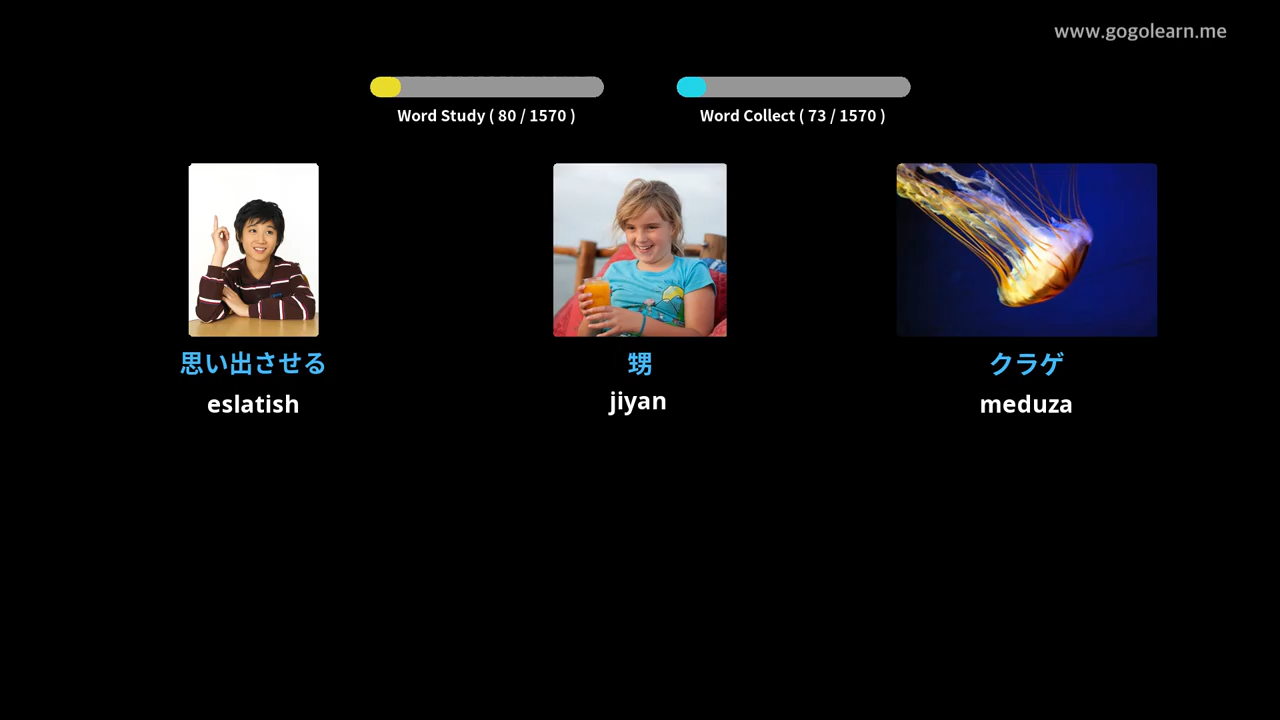 www.gogolearn.me
Word Study ( 80 / 1570 )
Word Collect ( 73 / 1570 )
思い出させる
甥
クラゲ
eslatish
jiyan
meduza